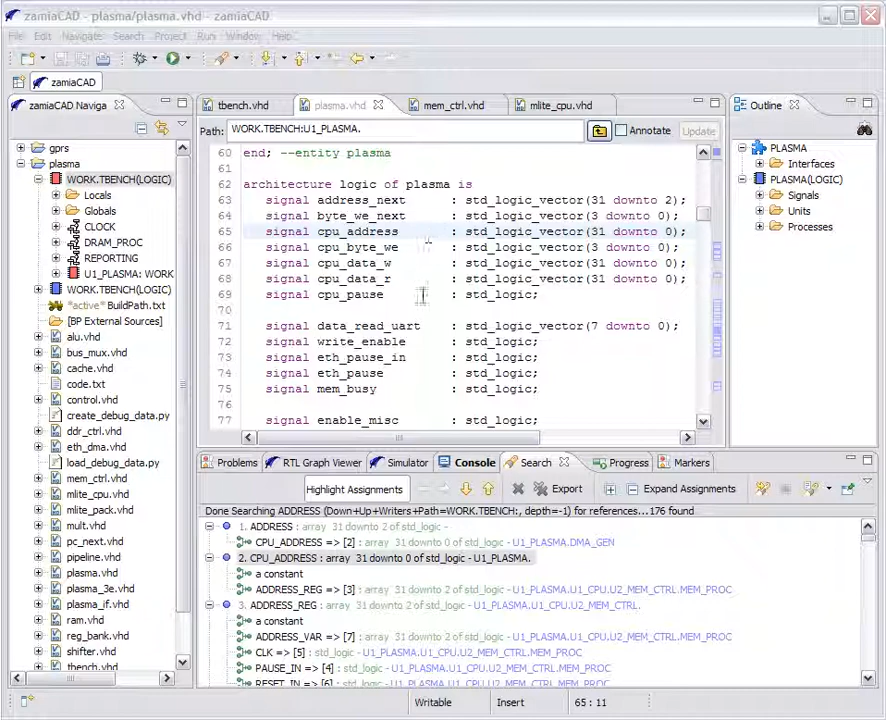 zamiaCAD - plasma/plasma.vhd - zamiaCAD
File Edit Navigate Search Project Run Window Help
zamiaCAD
zamiaCAD Naviga
gprs
plasma
WORK.TBENCH(LOGIC)
Locals
Globals
CLOCK
DRAM_PROC
REPORTING
U1_PLASMA: WORK
WORK.TBENCH(LOGIC)
*active* BuildPath.txt
[BP External Sources]
alu.vhd
bus_mux.vhd
cache.vhd
code.txt
control.vhd
create_debug_data.py
ddr_ctrl.vhd
eth_dma.vhd
load_debug_data.py
mem_ctrl.vhd
mlite_cpu.vhd
mlite_pack.vhd
mult.vhd
pc_next.vhd
pipeline.vhd
plasma.vhd
plasma_3e.vhd
plasma_if.vhd
ram.vhd
reg_bank.vhd
shifter.vhd
tbench.vhd
tbench.vhd plasma.vhd mem_ctrl.vhd mlite_cpu.vhd
Path: WORK.TBENCH:U1_PLASMA. Annotate Update
60 end; --entity plasma
61
62 architecture logic of plasma is
63 signal address_next : std_logic_vector(31 downto 2);
64 signal byte_we_next : std_logic_vector(3 downto 0);
65 signal cpu_address : std_logic_vector(31 downto 0);
66 signal cpu_byte_we : std_logic_vector(3 downto 0);
67 signal cpu_data_w : std_logic_vector(31 downto 0);
68 signal cpu_data_r : std_logic_vector(31 downto 0);
69 signal cpu_pause : std_logic;
70
71 signal data_read_uart : std_logic_vector(7 downto 0);
72 signal write_enable : std_logic;
73 signal eth_pause_in : std_logic;
74 signal eth_pause : std_logic;
75 signal mem_busy : std_logic;
76
77 signal enable_misc : std_logic;
Outline
PLASMA
Interfaces
PLASMA(LOGIC)
Signals
Units
Processes
Problems RTL Graph Viewer Simulator Console Search Progress Markers
Highlight Assignments Export Expand Assignments
Done Searching ADDRESS (Down+Up+Writers+Path=WORK.TBENCH:, depth=-1) for references...176 found
1. ADDRESS : array 31 downto 2 of std_logic -
CPU_ADDRESS => [2] : array 31 downto 0 of std_logic - U1_PLASMA.DMA_GEN
2. CPU_ADDRESS : array 31 downto 0 of std_logic - U1_PLASMA.
a constant
ADDRESS_REG => [3] : array 31 downto 2 of std_logic - U1_PLASMA.U1_CPU.U2_MEM_CTRL.MEM_PROC
3. ADDRESS_REG : array 31 downto 2 of std_logic - U1_PLASMA.U1_CPU.U2_MEM_CTRL.
a constant
ADDRESS_VAR => [7] : array 31 downto 2 of std_logic - U1_PLASMA.U1_CPU.U2_MEM_CTRL.MEM_PROC
CLK => [5] : std_logic - U1_PLASMA.U1_CPU.U2_MEM_CTRL.MEM_PROC
PAUSE_IN => [4] : std_logic - U1_PLASMA.U1_CPU.U2_MEM_CTRL.MEM_PROC
RESET_IN => [6] : std_logic - U1_PLASMA.U1_CPU.U2_MEM_CTRL.MEM_PROC
Writable Insert 65 : 11